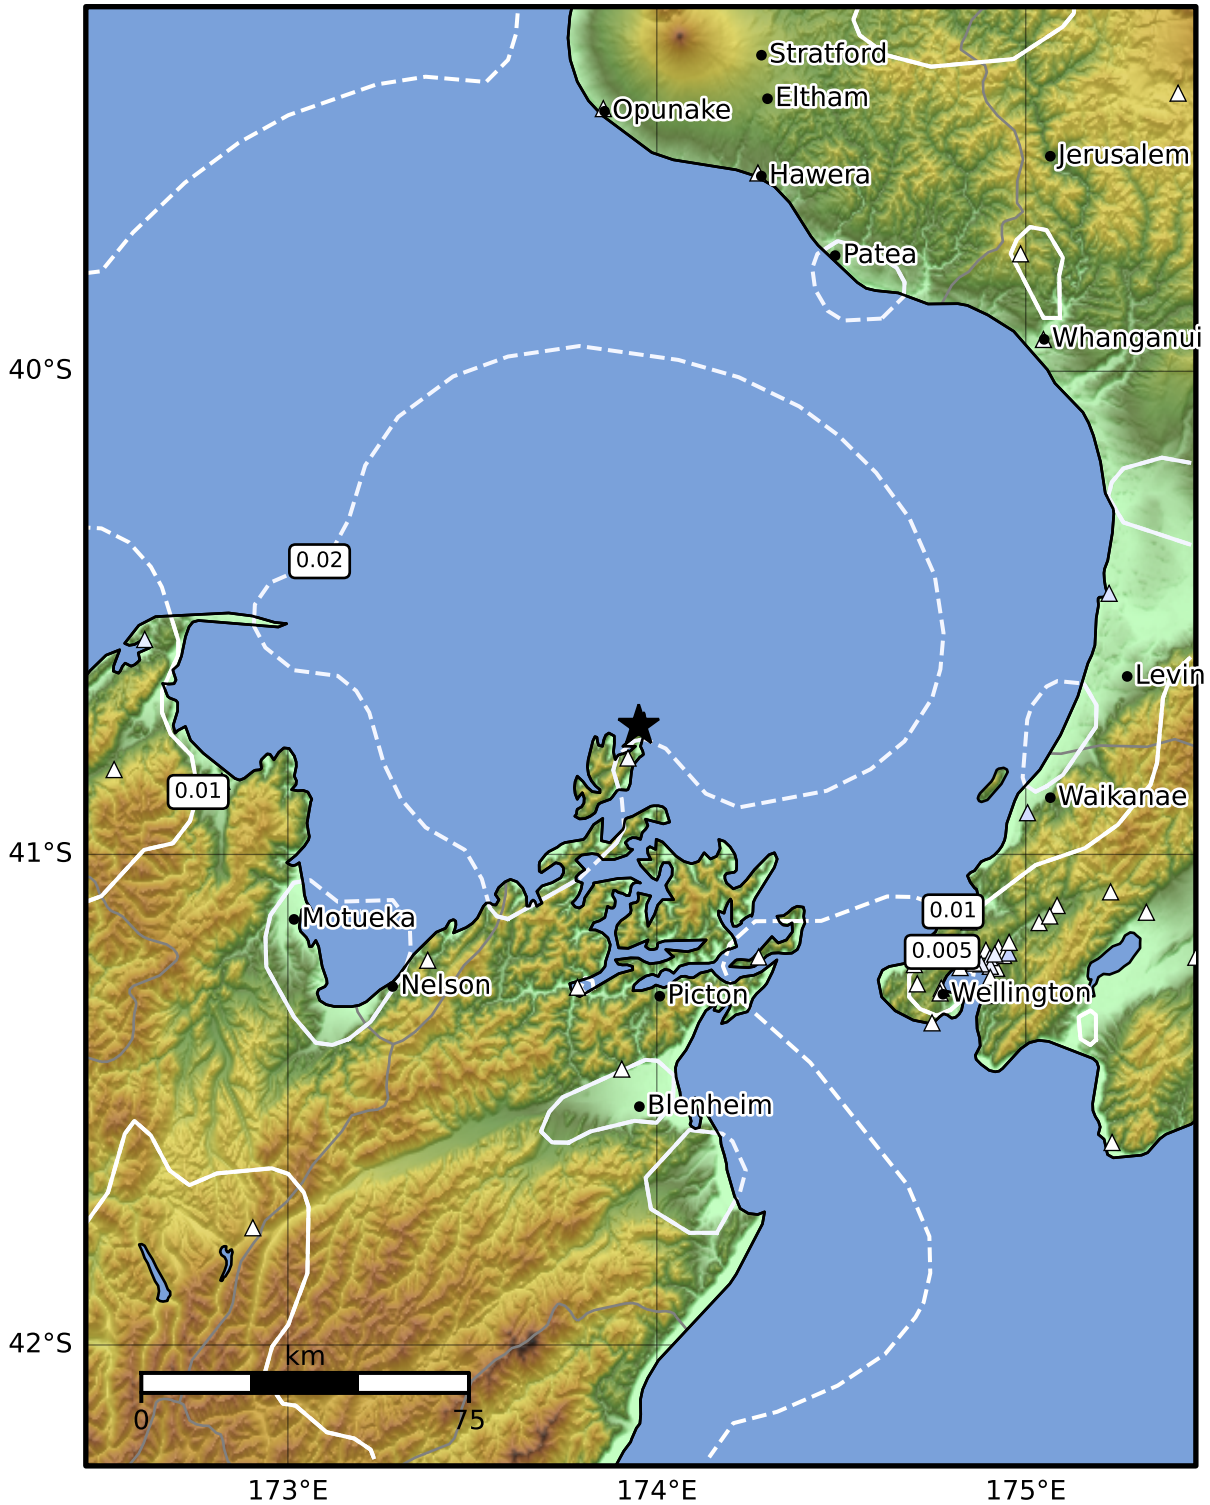 Stratford
Eltham
Opunake
Jerusalem
Hawera
Patea
Whanganui
40°S
0.02
Levin
0.01
Waikanae
41°S
0.01
Motueka
0.005
Nelson
Picton
Wellington
Blenheim
42°S
km
0
75
173°E
174°E
175°E